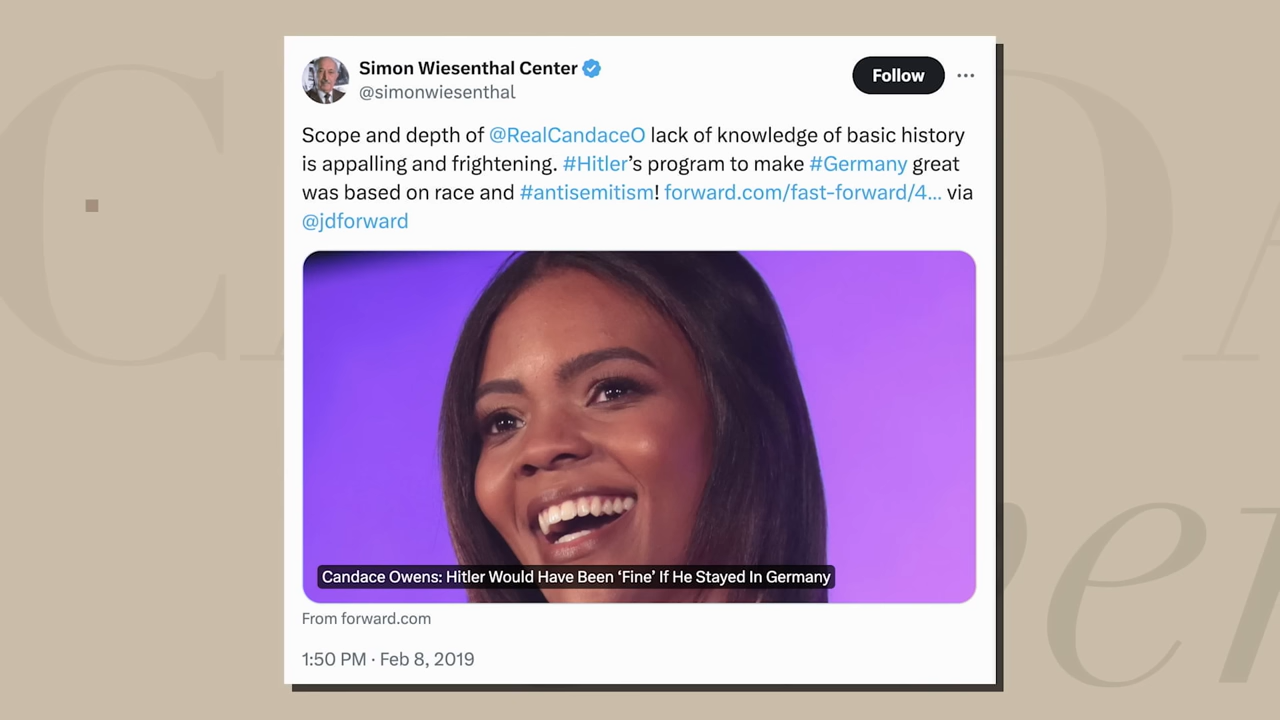 Simon Wiesenthal Center
@simonwiesenthal
Follow
Scope and depth of @RealCandaceO lack of knowledge of basic history
is appalling and frightening. #Hitler's program to make #Germany great
was based on race and #antisemitism! forward.com/fast-forward/4... via
@jdforward
Candace Owens: Hitler Would Have Been ‘Fine’ If He Stayed In Germany
From forward.com
1:50 PM · Feb 8, 2019